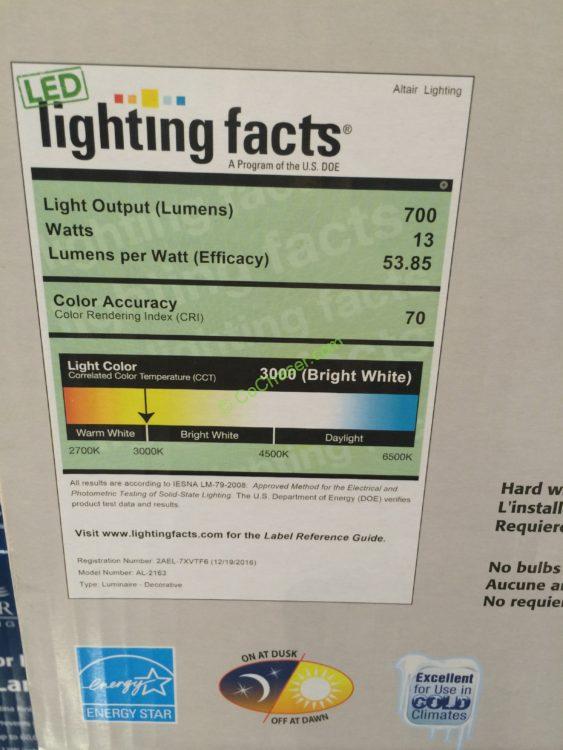 LED
Altair Lighting
lighting facts®
A Program of the U.S. DOE
Light Output (Lumens) 700
Watts 13
Lumens per Watt (Efficacy) 53.85
Color Accuracy
Color Rendering Index (CRI) 70
Light Color
Correlated Color Temperature (CCT) 3000 (Bright White)
Warm White Bright White Daylight
2700K 3000K 4500K 6500K
All results are according to IESNA LM-79-2008: Approved Method for the Electrical and
Photometric Testing of Solid-State Lighting. The U.S. Department of Energy (DOE) verifies
product test data and results.
Visit www.lightingfacts.com for the Label Reference Guide.
Registration Number: 2AEL-7XVTF6 (12/19/2016)
Model Number: AL-2163
Type: Luminaire - Decorative
Hard w
L'install
Requier
No bulbs
Aucune a
No requie
energy
ENERGY STAR
ON AT DUSK
OFF AT DAWN
Excellent
for Use in
COLD
Climates